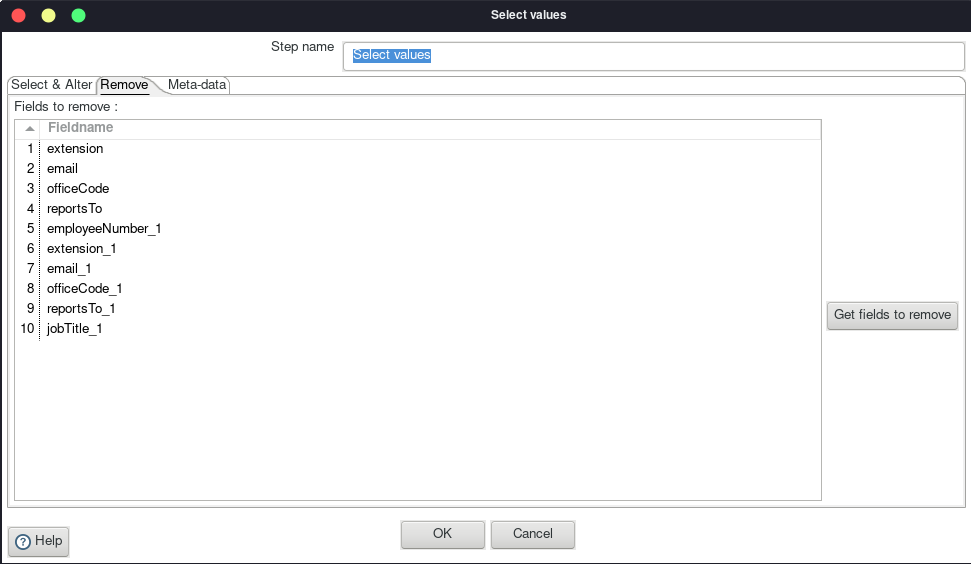 Select values
Step name Select values
Select & Alter Remove Meta-data
Fields to remove :
Fieldname
1 extension
2 email
3 officeCode
4 reportsTo
5 employeeNumber_1
6 extension_1
7 email_1
8 officeCode_1
9 reportsTo_1
10 jobTitle_1
Get fields to remove
? Help OK Cancel